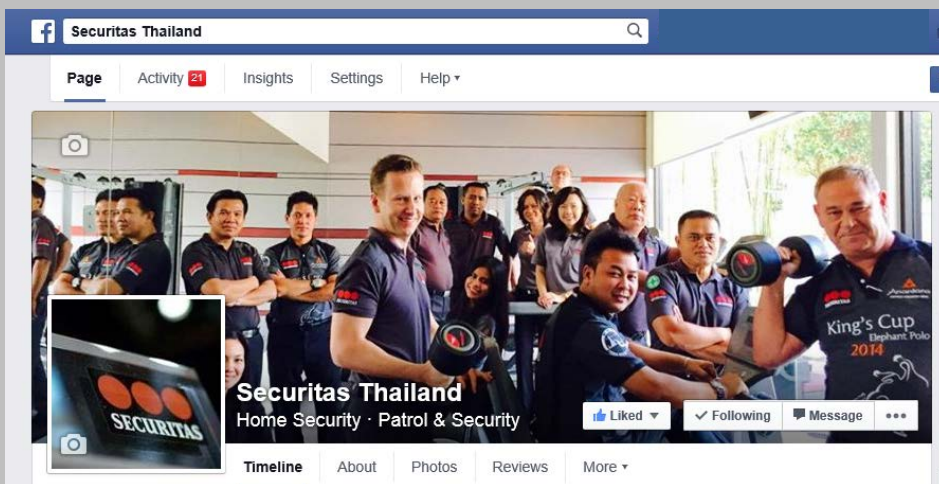 f Securitas Thailand
Page Activity 21 Insights Settings Help
Securitas Thailand
Home Security · Patrol & Security
Liked Following Message
King's Cup
Elephant Polo
2014
SECURITAS
Timeline About Photos Reviews More